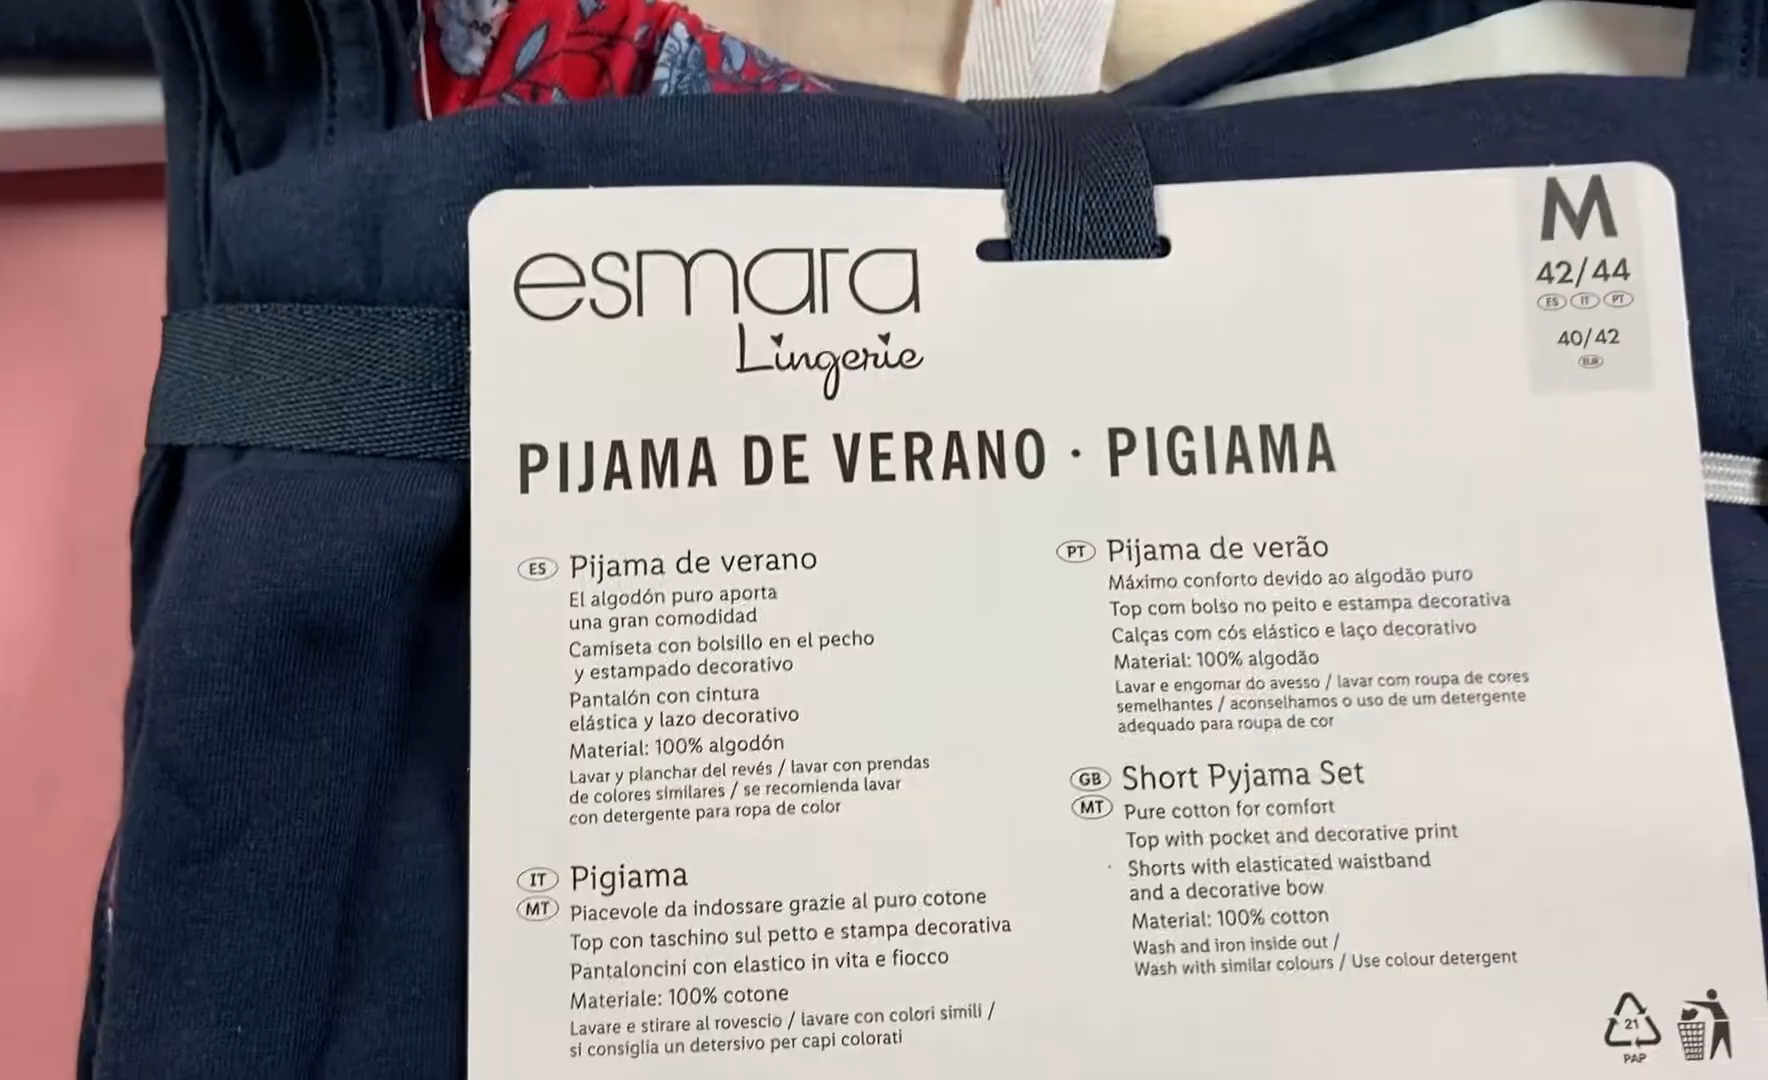 esmara
Lingerie
M
42/44
ES IT PT
40/42
EUR
PIJAMA DE VERANO · PIGIAMA
ES Pijama de verano
El algodón puro aporta
una gran comodidad
Camiseta con bolsillo en el pecho
y estampado decorativo
Pantalón con cintura
elástica y lazo decorativo
Material: 100% algodón
Lavar y planchar del revés / lavar con prendas
de colores similares / se recomienda lavar
con detergente para ropa de color
IT Pigiama
MT Piacevole da indossare grazie al puro cotone
Top con taschino sul petto e stampa decorativa
Pantaloncini con elastico in vita e fiocco
Materiale: 100% cotone
Lavare e stirare al rovescio / lavare con colori simili /
si consiglia un detersivo per capi colorati
PT Pijama de verão
Máximo conforto devido ao algodão puro
Top com bolso no peito e estampa decorativa
Calças com cós elástico e laço decorativo
Material: 100% algodão
Lavar e engomar do avesso / lavar com roupa de cores
semelhantes / aconselhamos o uso de um detergente
adequado para roupa de cor
GB Short Pyjama Set
MT Pure cotton for comfort
Top with pocket and decorative print
Shorts with elasticated waistband
and a decorative bow
Material: 100% cotton
Wash and iron inside out /
Wash with similar colours / Use colour detergent
21
PAP